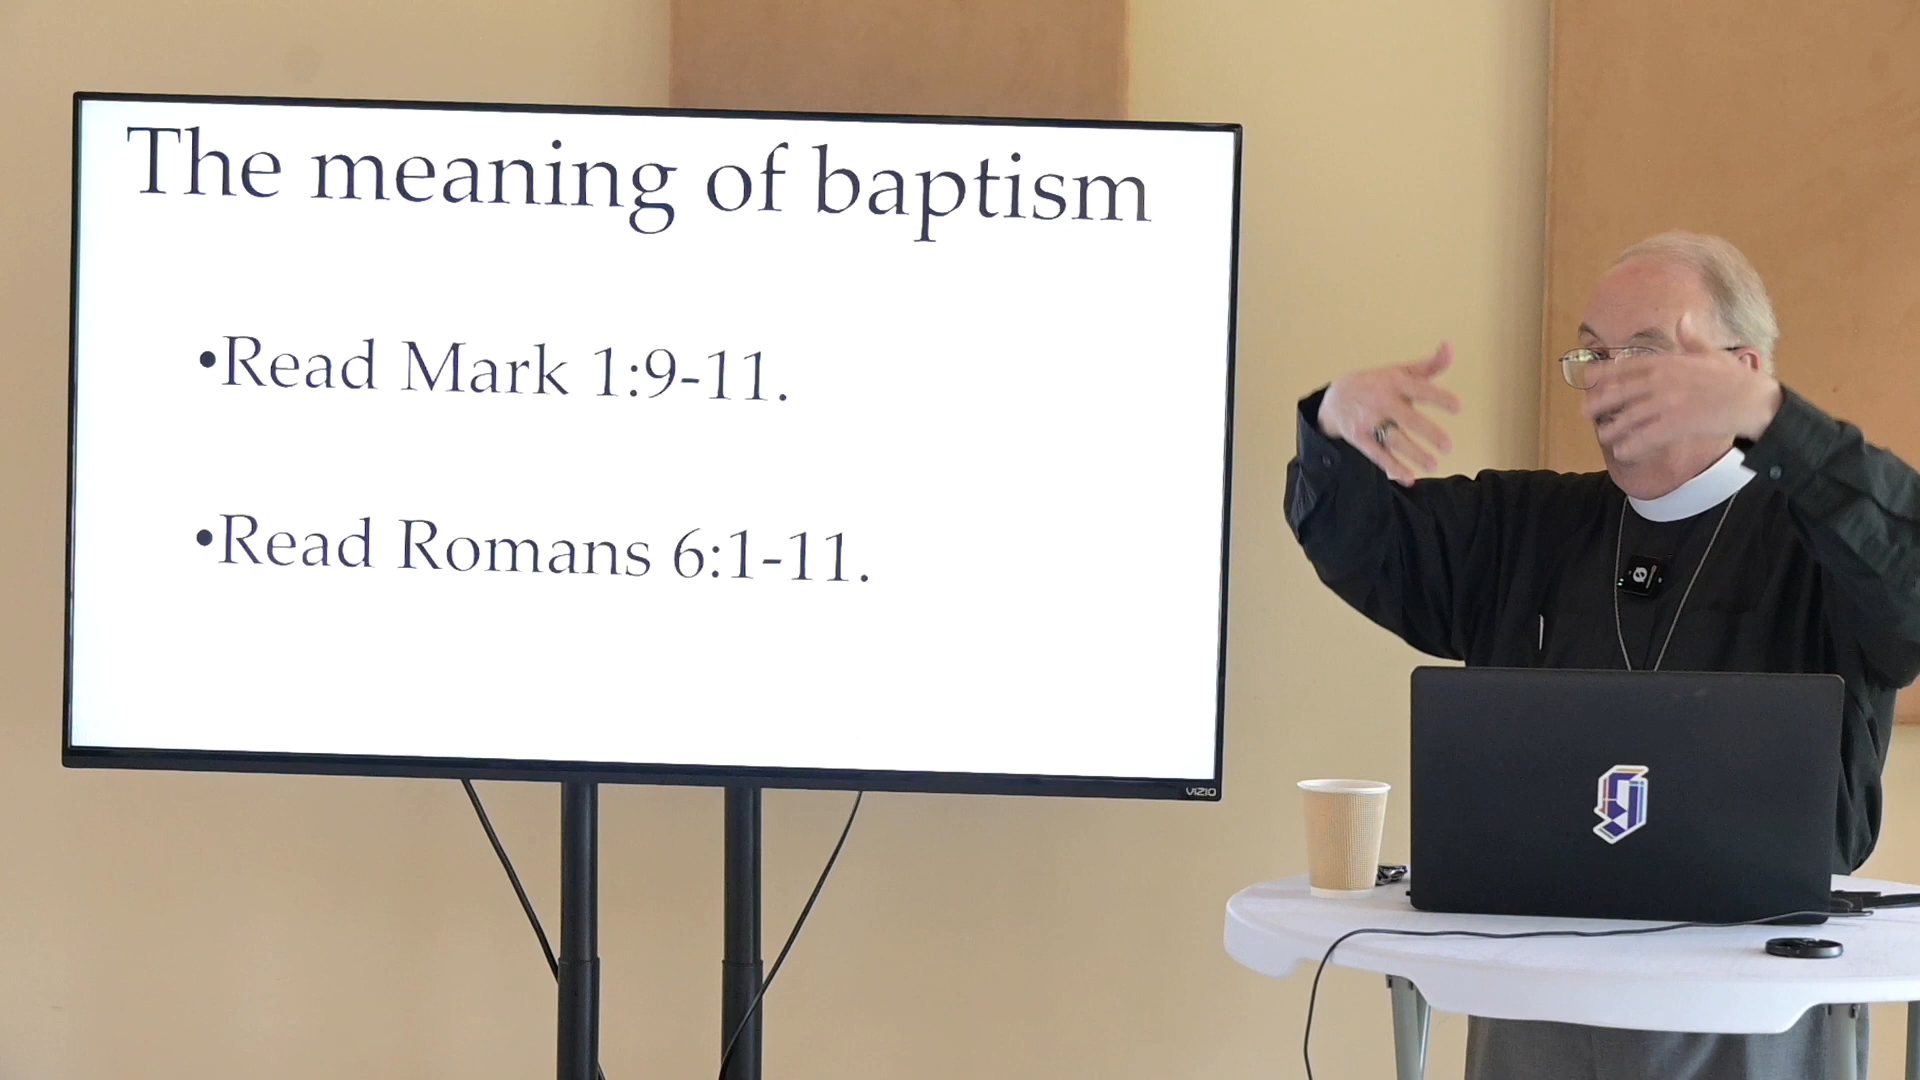 The meaning of baptism
•Read Mark 1:9-11.
•Read Romans 6:1-11.
VIZIO